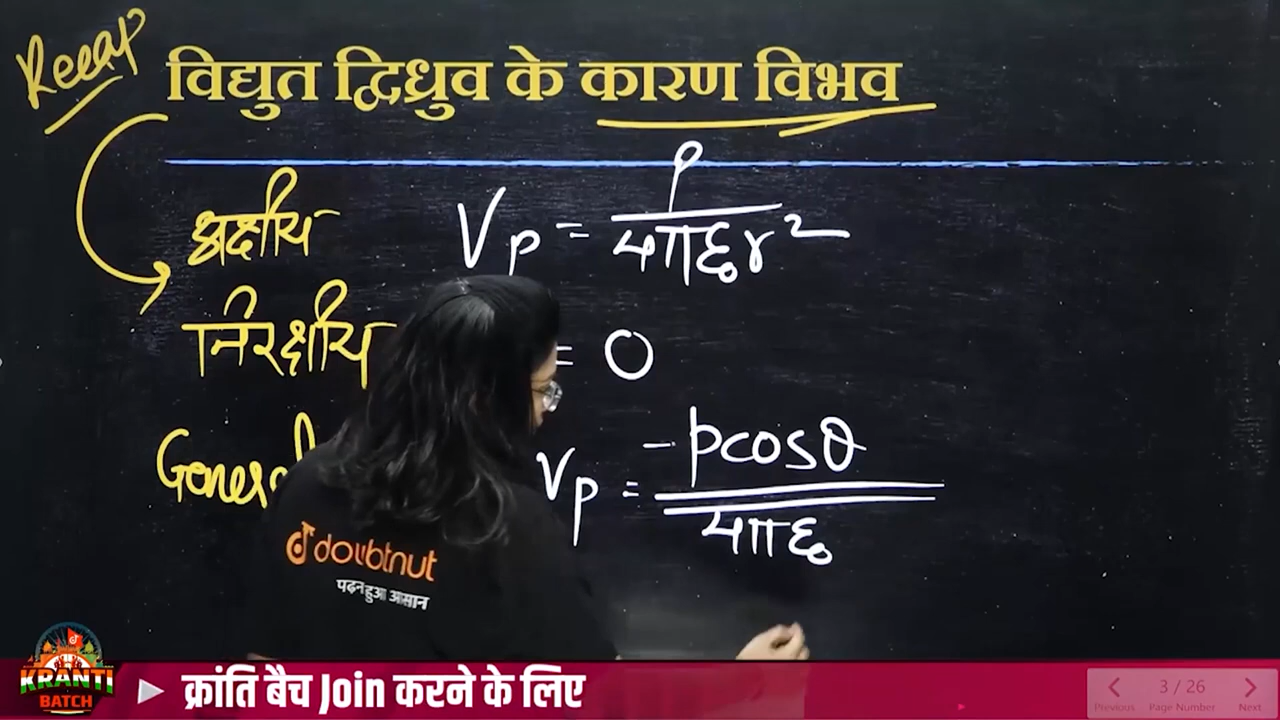 Recap
विद्युत द्विध्रुव के कारण विभव
अक्षीय Vp = p / 4πε₀r²
निरक्षीय = 0
General Vp = -pcosθ / 4πε₀
doubtnut
पढ़ना हुआ आसान
KRANTI BATCH
क्रांति बैच Join करने के लिए
3 / 26
Previous Page Number Next